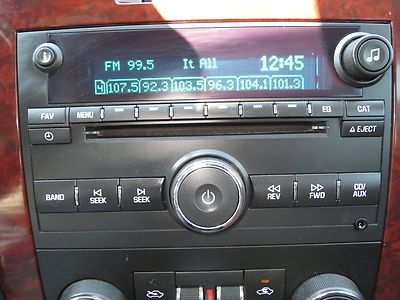 FM 99.5 It All 12:45
4 107.5 92.3 103.5 96.3 104.1 101.3
FAV MENU EQ CAT
EJECT
BAND SEEK SEEK REV FWD CD/
AUX